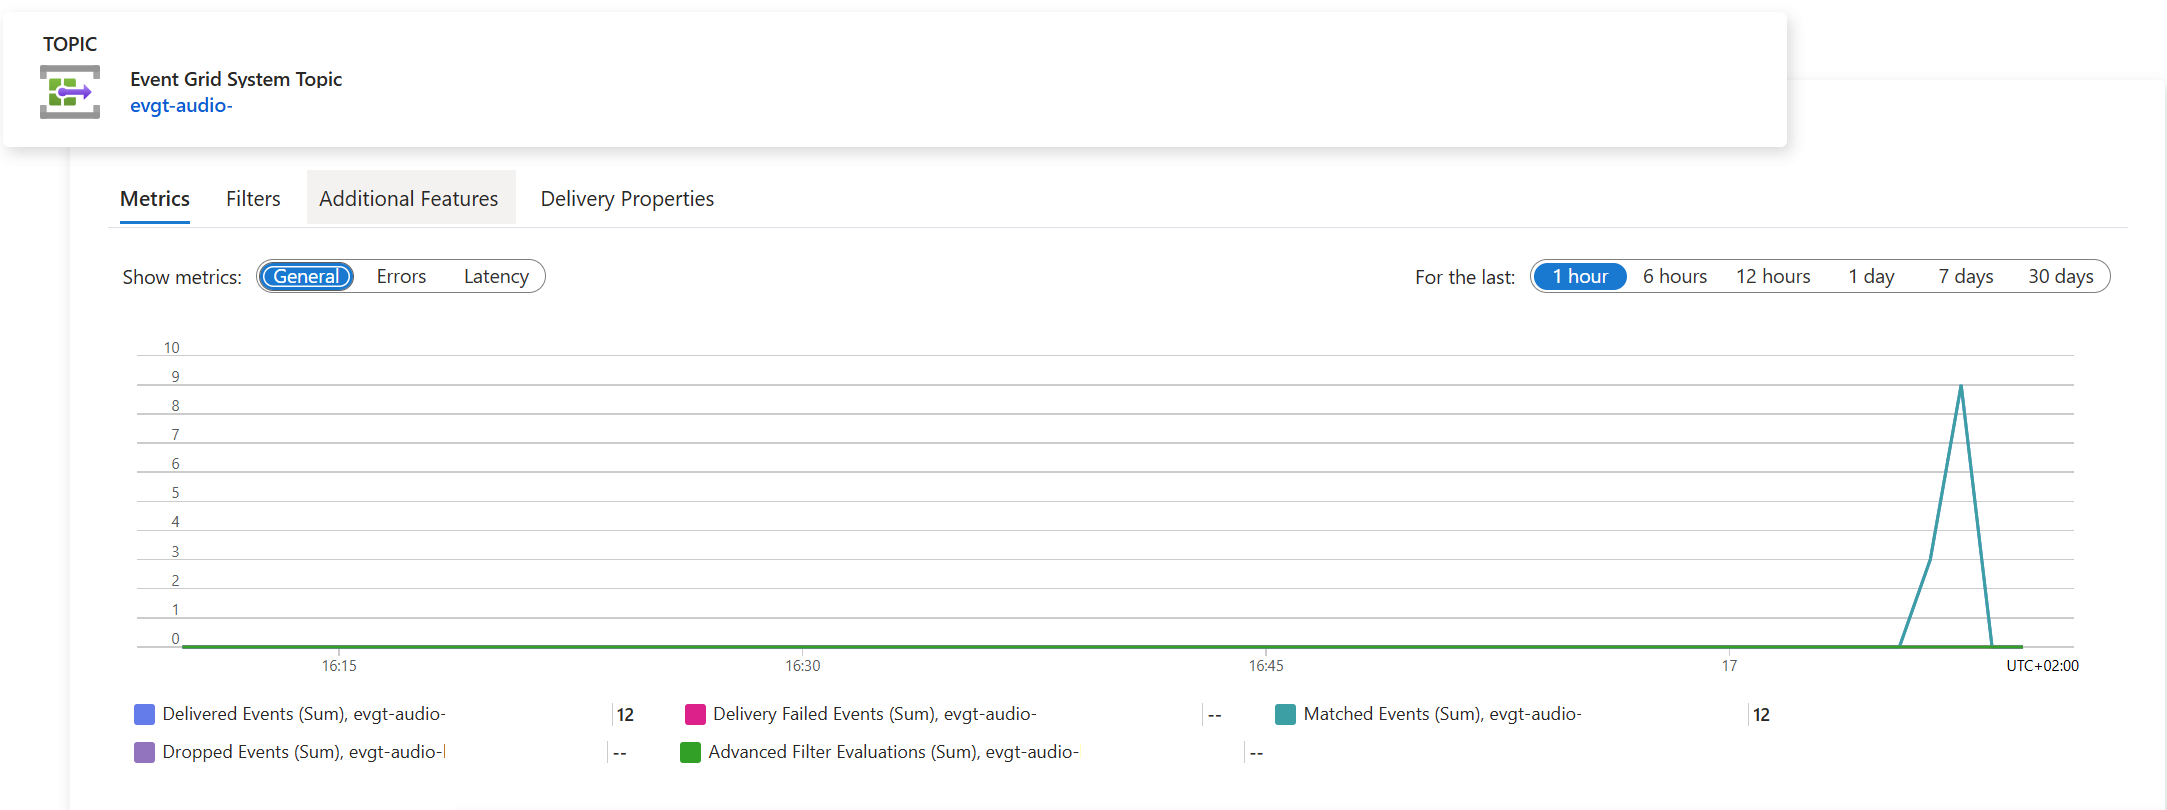 TOPIC
Event Grid System Topic
evgt-audio-
Metrics Filters Additional Features Delivery Properties
Show metrics: General Errors Latency For the last: 1 hour 6 hours 12 hours 1 day 7 days 30 days
10
9
8
7
6
5
4
3
2
1
0
16:15 16:30 16:45 17 UTC+02:00
Delivered Events (Sum), evgt-audio- 12 Delivery Failed Events (Sum), evgt-audio- -- Matched Events (Sum), evgt-audio- 12
Dropped Events (Sum), evgt-audio- -- Advanced Filter Evaluations (Sum), evgt-audio- --